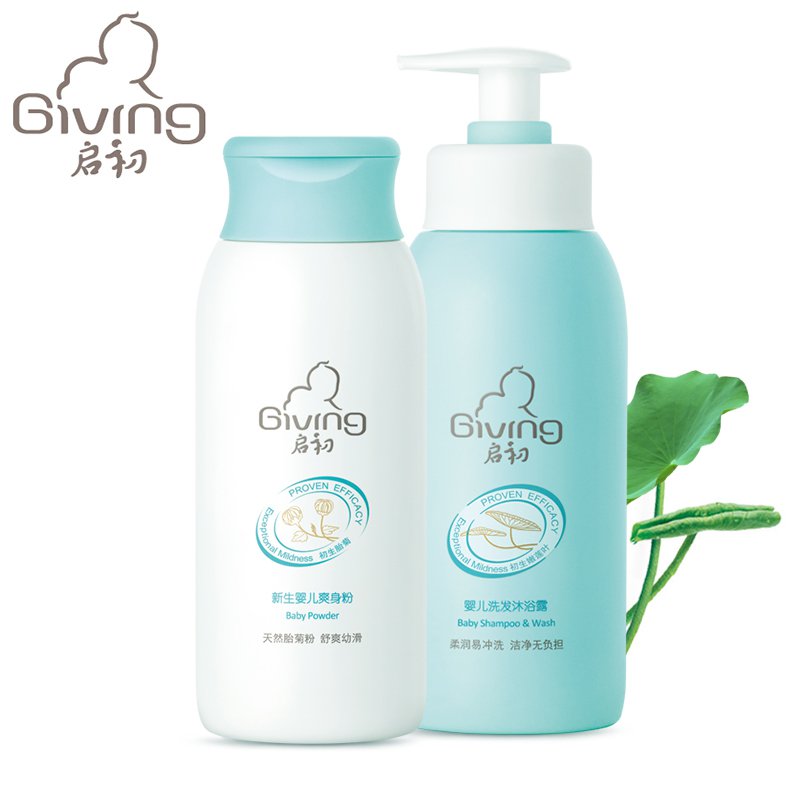 Giving
启初
Giving
启初
PROVEN EFFICACY
Exceptional Mildness 初生胎菊
新生婴儿爽身粉
Baby Powder
天然胎菊粉 舒爽幼滑
Giving
启初
PROVEN EFFICACY
Exceptional Mildness 初生嫩莲叶
婴儿洗发沐浴露
Baby Shampoo & Wash
柔润易冲洗 洁净无负担